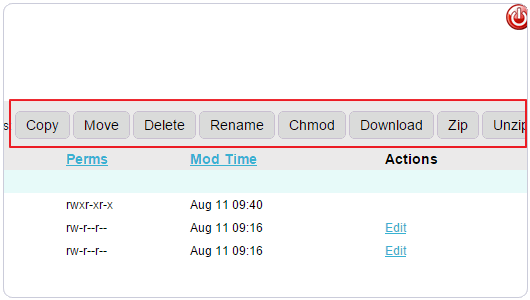 s Copy Move Delete Rename Chmod Download Zip Unzip
Perms Mod Time Actions
rwxr-xr-x Aug 11 09:40
rw-r--r-- Aug 11 09:16 Edit
rw-r--r-- Aug 11 09:16 Edit